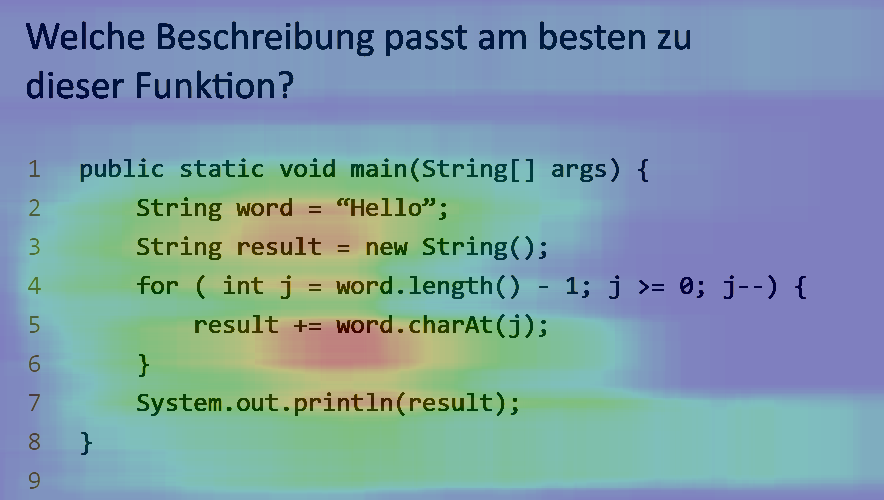 Welche Beschreibung passt am besten zu
dieser Funktion?
1 public static void main(String[] args) {
2 String word = “Hello”;
3 String result = new String();
4 for ( int j = word.length() - 1; j >= 0; j--) {
5 result += word.charAt(j);
6 }
7 System.out.println(result);
8 }
9